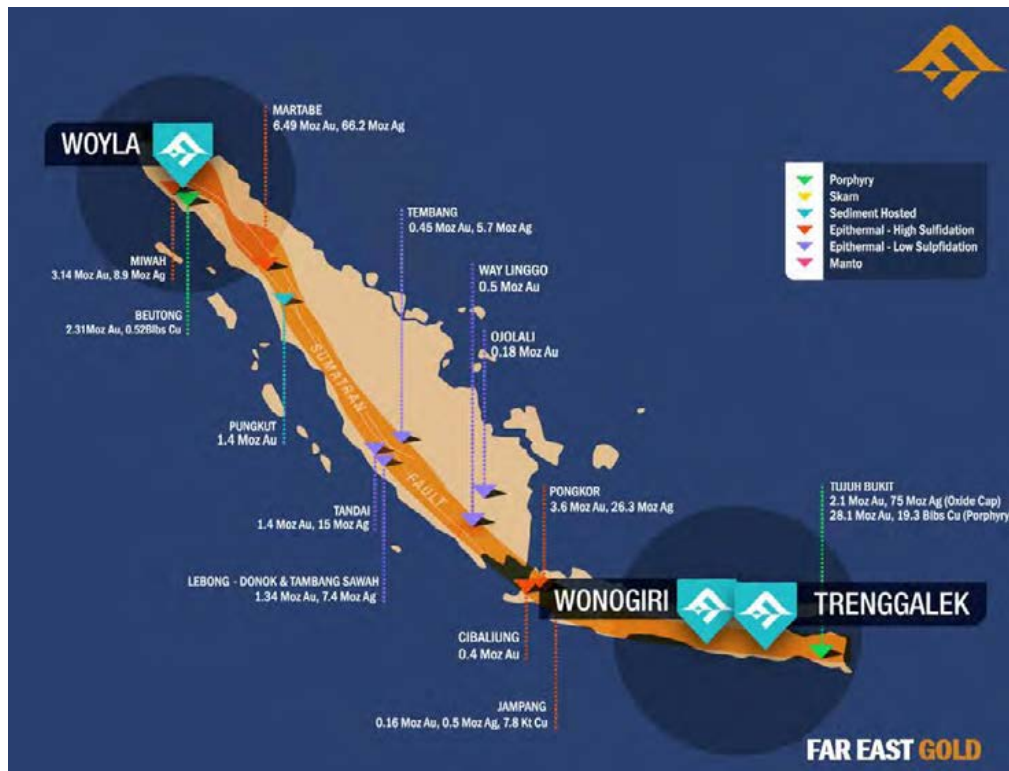 MARTABE
6.49 Moz Au, 66.2 Moz Ag
WOYLA
Porphyry
Skarn
Sediment Hosted
Epithermal - High Sulfidation
Epithermal - Low Sulpfidation
Manto
TEMBANG
0.45 Moz Au, 5.7 Moz Ag
WAY LINGGO
0.5 Moz Au
MIWAH
3.14 Moz Au, 8.9 Moz Ag
BEUTONG
2.31Moz Au, 0.52Blbs Cu
OJOLALI
0.18 Moz Au
SUMATRAN
FAULT
PUNGKUT
1.4 Moz Au
PONGKOR
3.6 Moz Au, 26.3 Moz Ag
TUJUH BUKIT
2.1 Moz Au, 75 Moz Ag (Oxide Cap)
28.1 Moz Au, 19.3 Blbs Cu (Porphyry)
TANDAI
1.4 Moz Au, 15 Moz Ag
LEBONG - DONOK & TAMBANG SAWAH
1.34 Moz Au, 7.4 Moz Ag
WONOGIRI
TRENGGALEK
CIBALIUNG
0.4 Moz Au
JAMPANG
0.16 Moz Au, 0.5 Moz Ag, 7.8 Kt Cu
FAR EAST GOLD